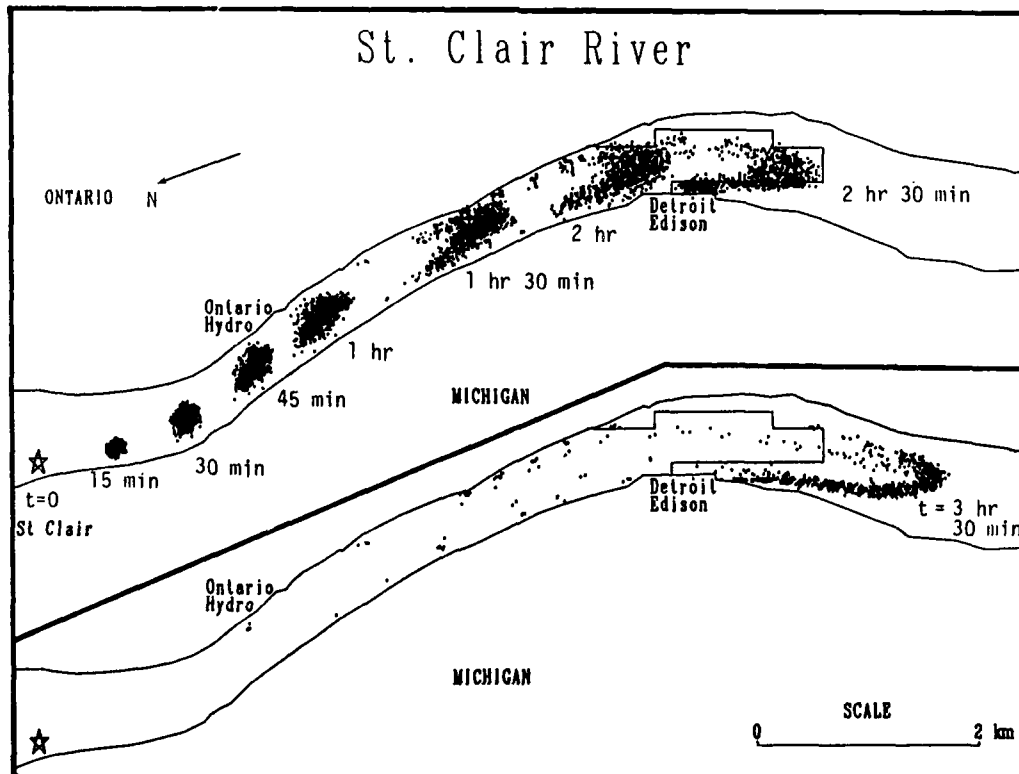 St. Clair River
ONTARIO
N
Detroit
Edison
2 hr 30 min
2 hr
1 hr 30 min
Ontario
Hydro
1 hr
45 min
MICHIGAN
30 min
15 min
t=0
St Clair
Detroit
Edison
t = 3 hr
30 min
Ontario
Hydro
MICHIGAN
SCALE
0 2 km